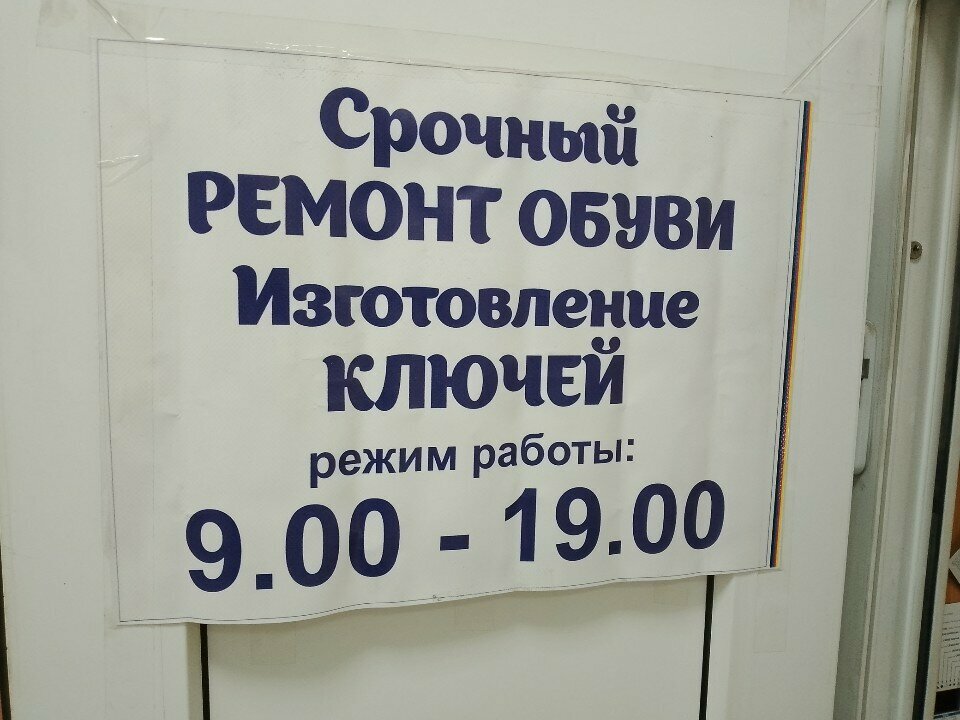 Срочный
РЕМОНТ ОБУВИ
Изготовление
КЛЮЧЕЙ
режим работы:
9.00 - 19.00